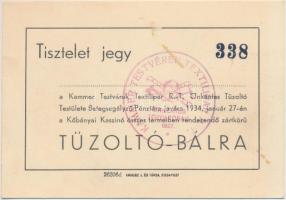 Tisztelet jegy 338
a Kammer Testvérek Textilipar R.-T. Önkéntes Tűzoltó
Testülete Betegsegélyző Pénztára javára 1934. január 27-én
a Kőbányai Kaszinó összes termeiben rendezendő zártkörű
TŰZOLTÓ-BÁLRA